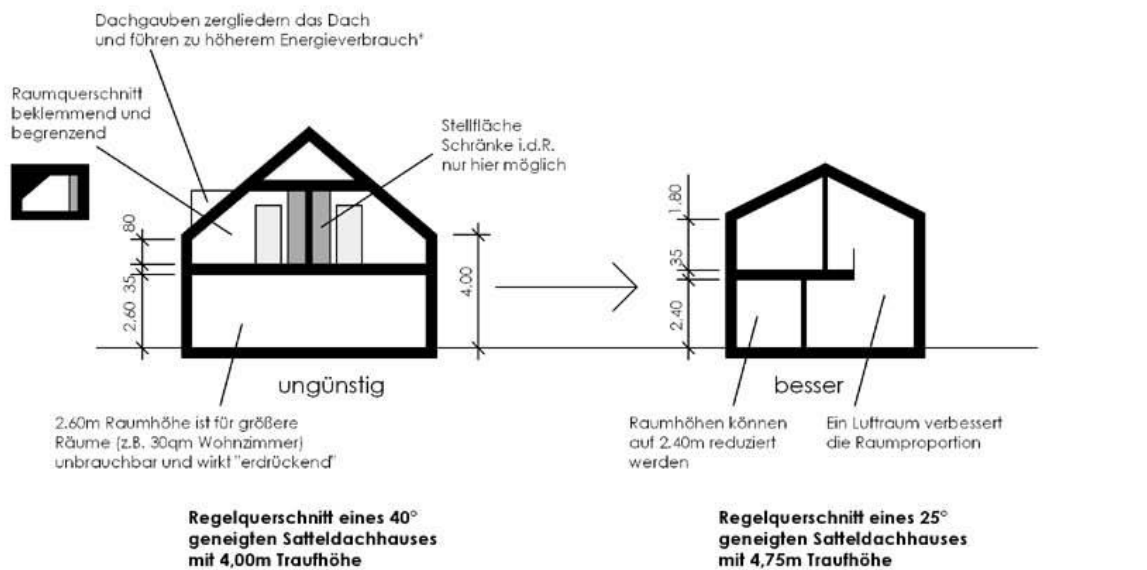 Dachgauben zergliedern das Dach
und führen zu höherem Energieverbrauch*
Raumquerschnitt
beklemmend und
begrenzend
Stellfläche
Schränke i.d.R.
nur hier möglich
80
35
2.60
4.00
1.80
35
2.40
ungünstig
besser
2.60m Raumhöhe ist für größere
Räume (z.B. 30qm Wohnzimmer)
unbrauchbar und wirkt "erdrückend"
Raumhöhen können
auf 2.40m reduziert
werden
Ein Luftraum verbessert
die Raumproportion
Regelquerschnitt eines 40°
geneigten Satteldachhauses
mit 4,00m Traufhöhe
Regelquerschnitt eines 25°
geneigten Satteldachhauses
mit 4,75m Traufhöhe